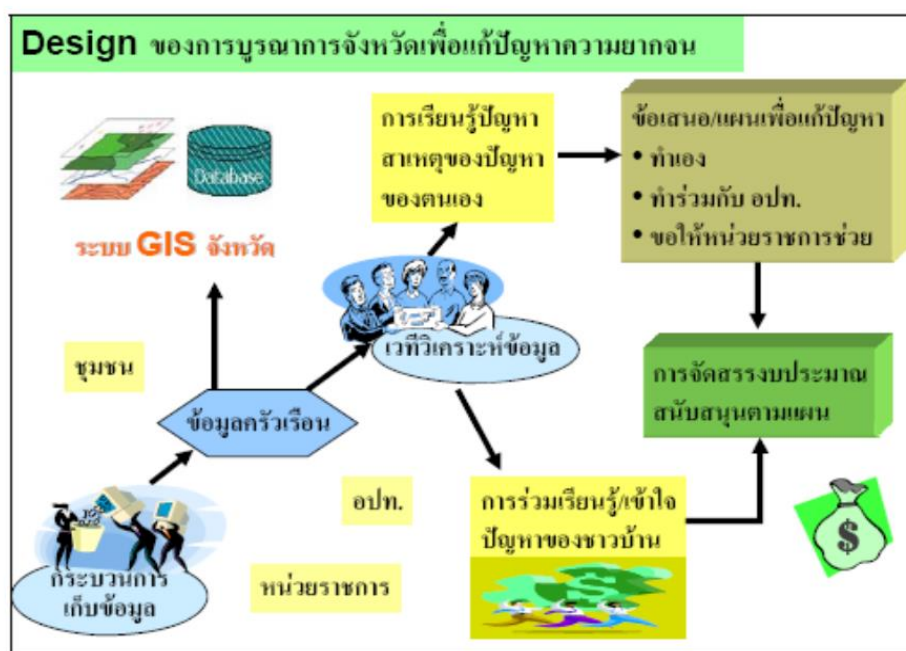 Design ของการบูรณาการจังหวัดเพื่อแก้ปัญหาความยากจน
Database
ระบบ GIS จังหวัด
การเรียนรู้ปัญหา
สาเหตุของปัญหา
ของตนเอง
ข้อเสนอ/แผนเพื่อแก้ปัญหา
• ทำเอง
• ทำร่วมกับ อปท.
• ขอให้หน่วยราชการช่วย
เวทีวิเคราะห์ข้อมูล
ชุมชน
ข้อมูลครัวเรือน
การจัดสรรงบประมาณ
สนับสนุนตามแผน
อปท.
การร่วมเรียนรู้/เข้าใจ
ปัญหาของชาวบ้าน
$
กระบวนการ
เก็บข้อมูล
หน่วยราชการ